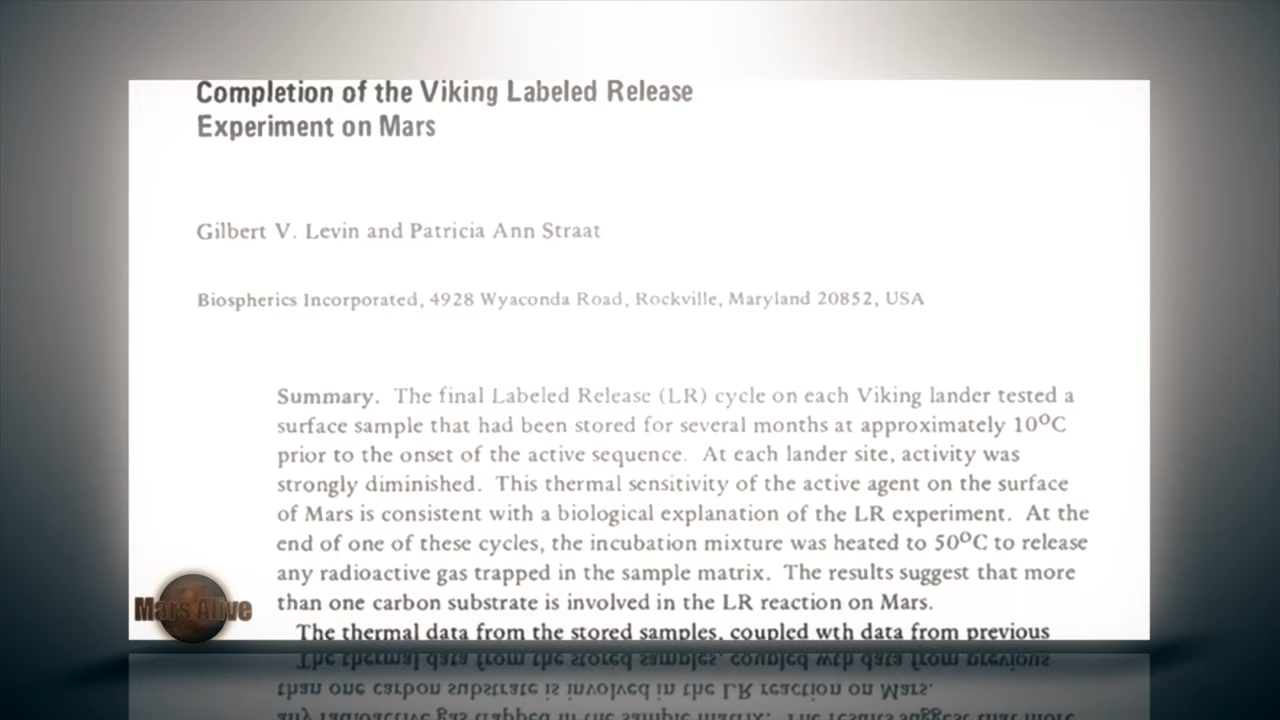 Completion of the Viking Labeled Release
Experiment on Mars
Gilbert V. Levin and Patricia Ann Straat
Biospherics Incorporated, 4928 Wyaconda Road, Rockville, Maryland 20852, USA
Summary. The final Labeled Release (LR) cycle on each Viking lander tested a
surface sample that had been stored for several months at approximately 10ºC
prior to the onset of the active sequence. At each lander site, activity was
strongly diminished. This thermal sensitivity of the active agent on the surface
of Mars is consistent with a biological explanation of the LR experiment. At the
end of one of these cycles, the incubation mixture was heated to 50ºC to release
any radioactive gas trapped in the sample matrix. The results suggest that more
than one carbon substrate is involved in the LR reaction on Mars.
The thermal data from the stored samples, coupled wth data from previous
Mars Alive